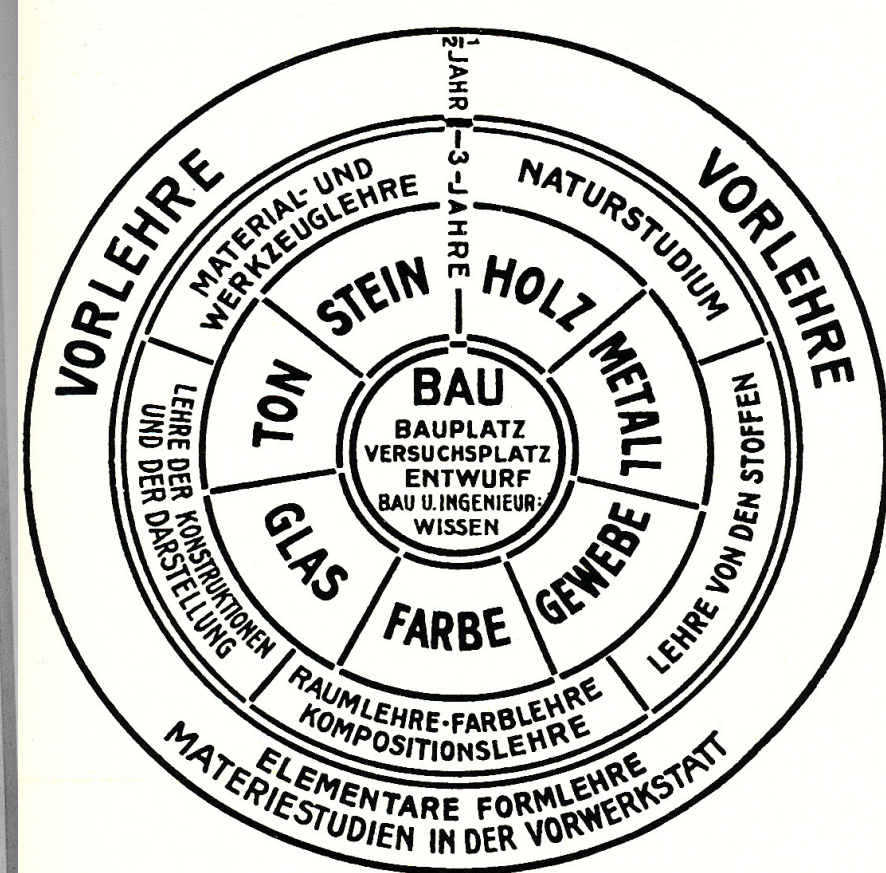 ½ JAHR
VORLEHRE
VORLEHRE
-3-JAHRE
MATERIAL- UND
WERKZEUGLEHRE
NATURSTUDIUM
LEHRE VON DEN STOFFEN
RAUMLEHRE·FARBLEHRE
KOMPOSITIONSLEHRE
LEHRE DER KONSTRUKTIONEN
UND DER DARSTELLUNG
STEIN
HOLZ
METALL
GEWEBE
FARBE
GLAS
TON
BAU
BAUPLATZ
VERSUCHSPLATZ
ENTWURF
BAU U. INGENIEUR:
WISSEN
ELEMENTARE FORMLEHRE
MATERIESTUDIEN IN DER VORWERKSTATT